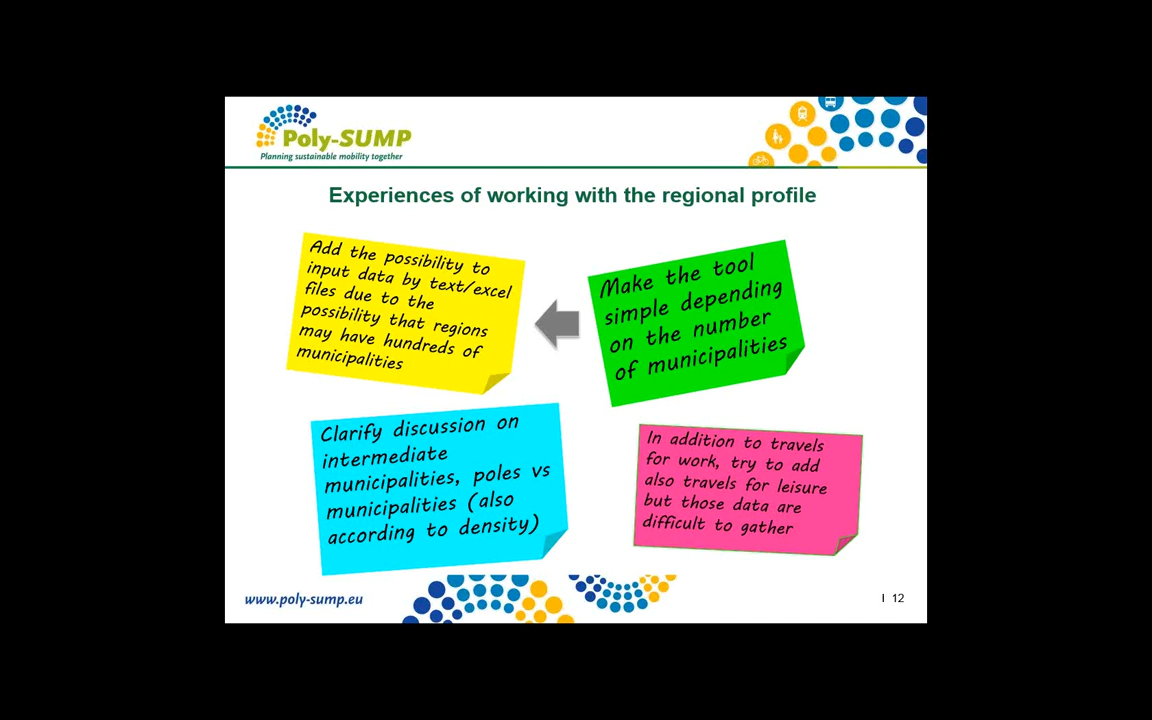 Poly-SUMP
Planning sustainable mobility together
Experiences of working with the regional profile
Add the possibility to
input data by text/excel
files due to the
possibility that regions
may have hundreds of
municipalities
Make the tool
simple depending
on the number
of municipalities
Clarify discussion on
intermediate
municipalities, poles vs
municipalities (also
according to density)
In addition to travels
for work, try to add
also travels for leisure
but those data are
difficult to gather
www.poly-sump.eu
I 12